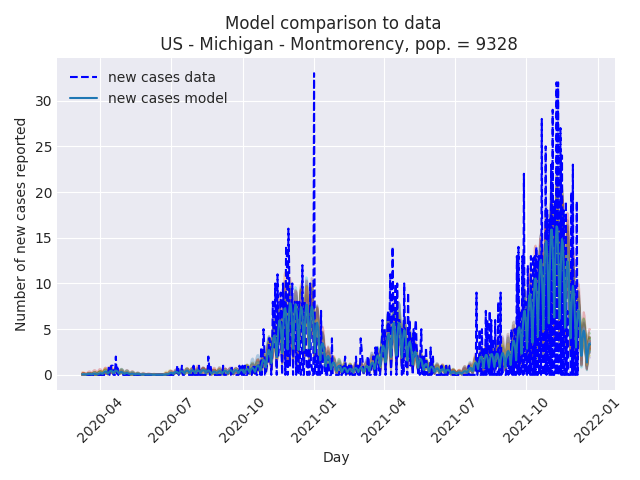 Model comparison to data
US - Michigan - Montmorency, pop. = 9328
new cases data
new cases model
Number of new cases reported
30
25
20
15
10
5
0
2020-04
2020-07
2020-10
2021-01
2021-04
2021-07
2021-10
2022-01
Day